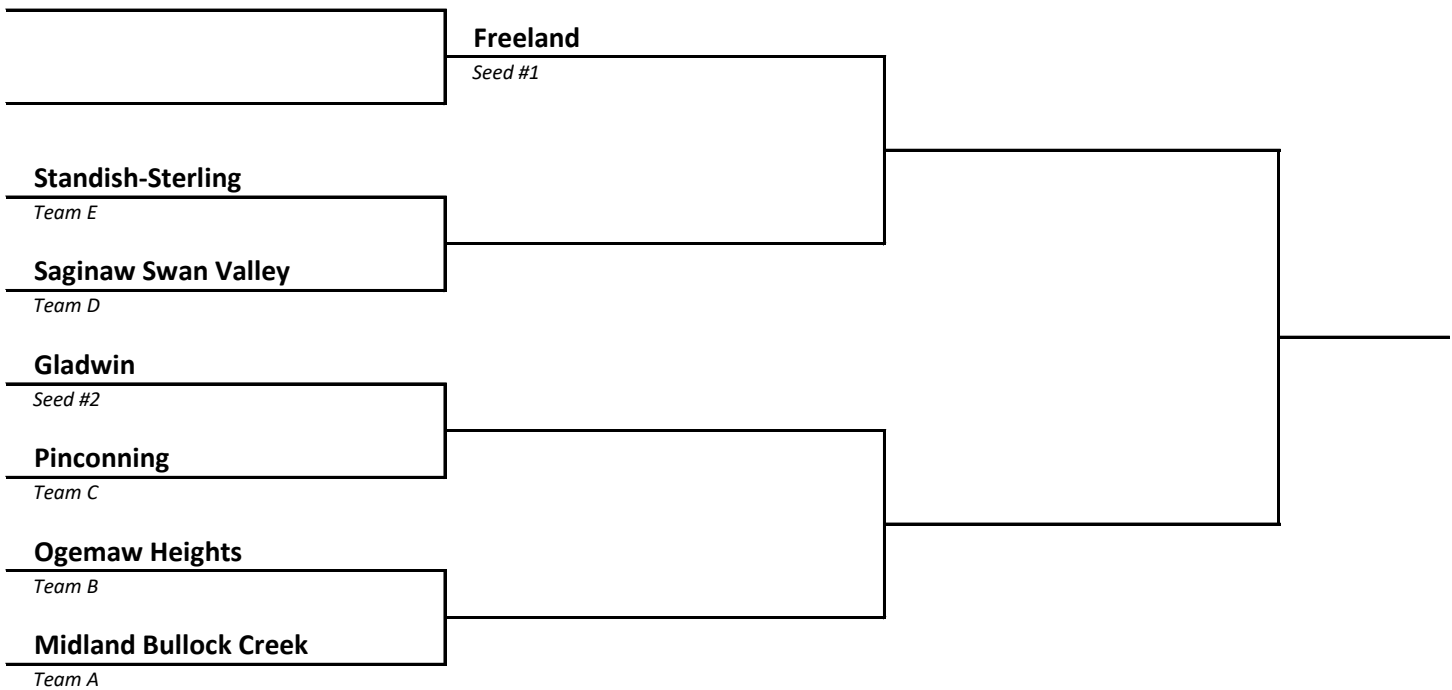 Freeland
Seed #1
Standish-Sterling
Team E
Saginaw Swan Valley
Team D
Gladwin
Seed #2
Pinconning
Team C
Ogemaw Heights
Team B
Midland Bullock Creek
Team A